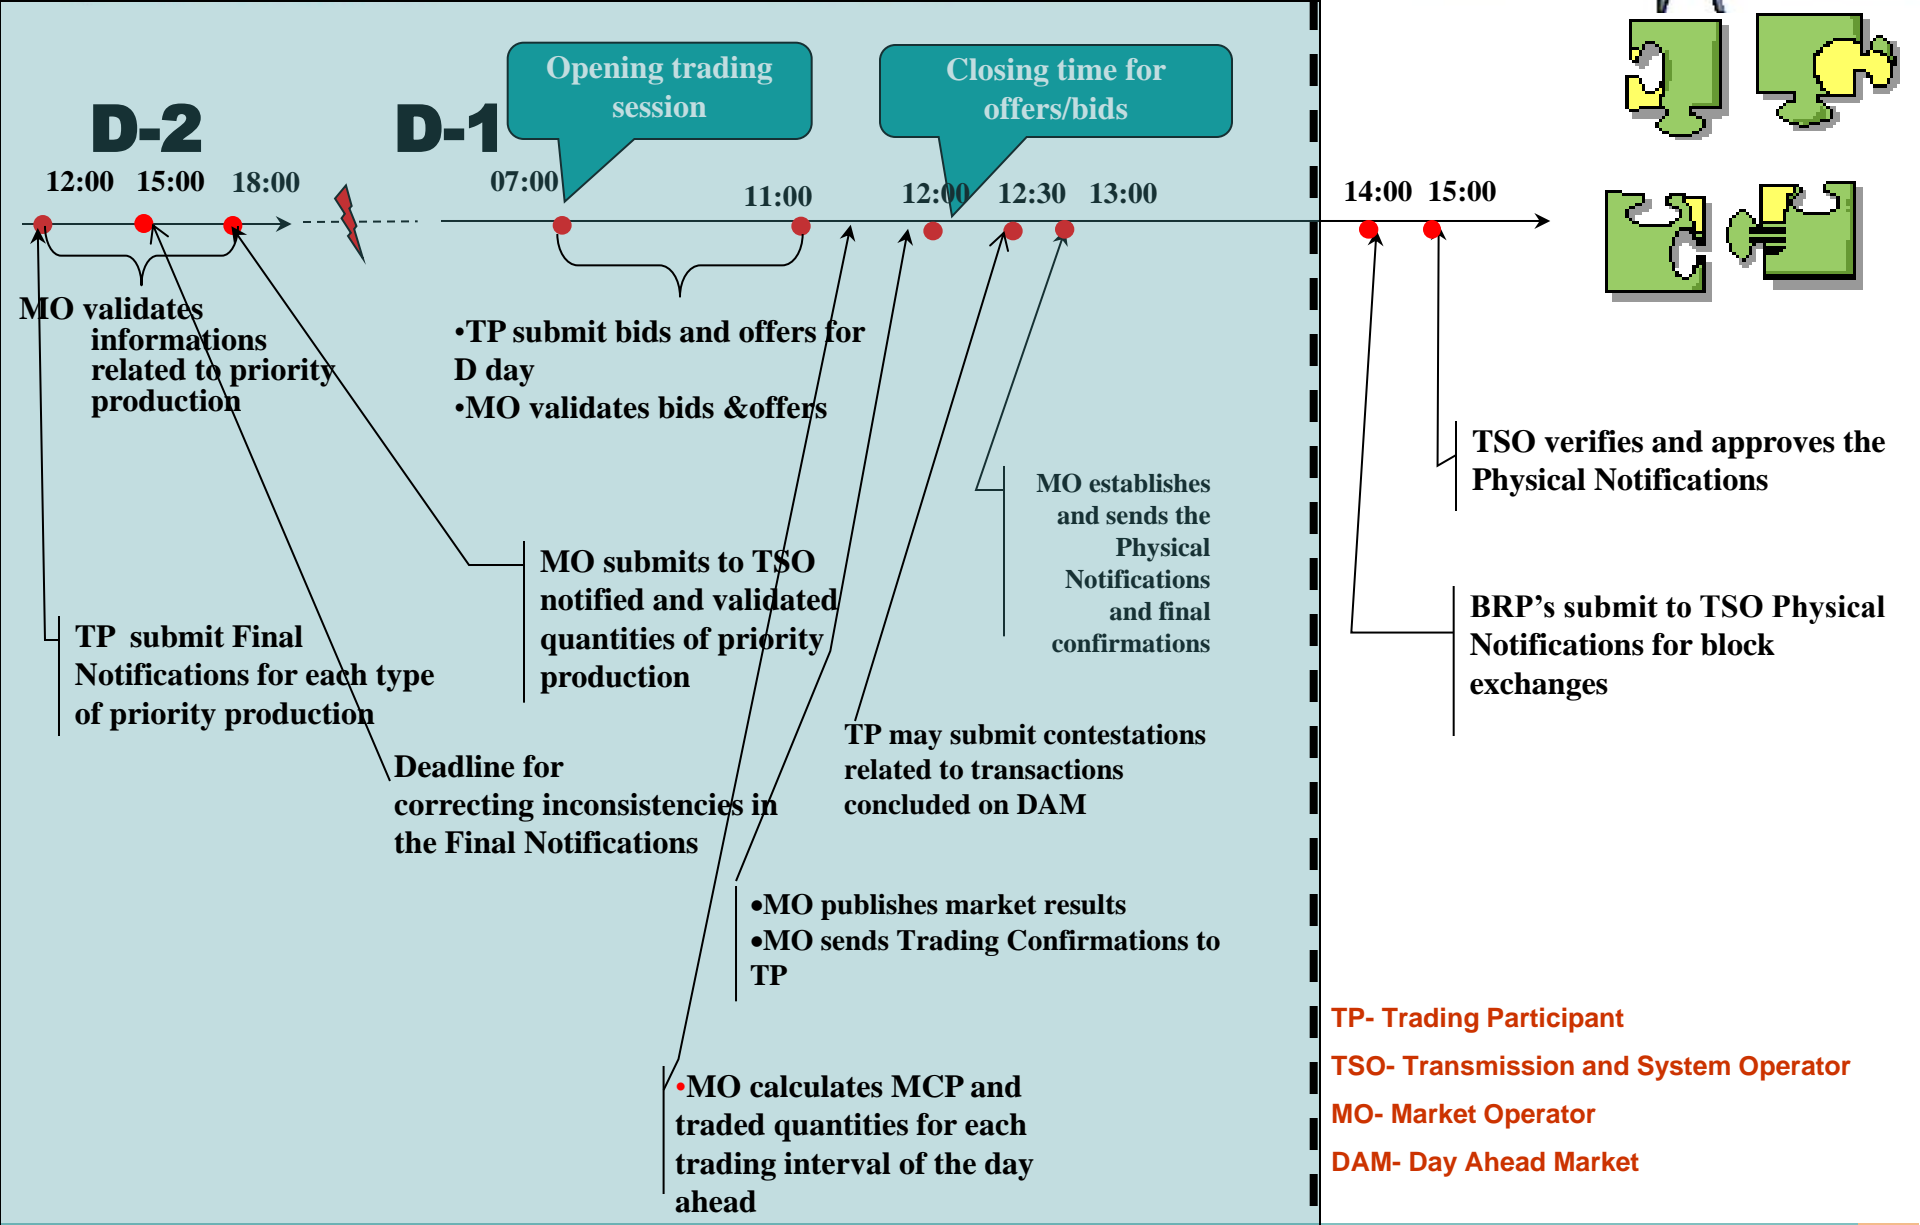 Opening trading
session
Closing time for
offers/bids
D-2
D-1
12:00 15:00 18:00
07:00
11:00
12:00 12:30 13:00
14:00 15:00
MO validates
informations
related to priority
production
•TP submit bids and offers for
D day
•MO validates bids &offers
TSO verifies and approves the
Physical Notifications
MO establishes
and sends the
Physical
Notifications
and final
confirmations
MO submits to TSO
notified and validated
quantities of priority
production
BRP's submit to TSO Physical
Notifications for block
exchanges
TP submit Final
Notifications for each type
of priority production
TP may submit contestations
related to transactions
concluded on DAM
Deadline for
correcting inconsistencies in
the Final Notifications
•MO publishes market results
•MO sends Trading Confirmations to
TP
•MO calculates MCP and
traded quantities for each
trading interval of the day
ahead
TP- Trading Participant
TSO- Transmission and System Operator
MO- Market Operator
DAM- Day Ahead Market